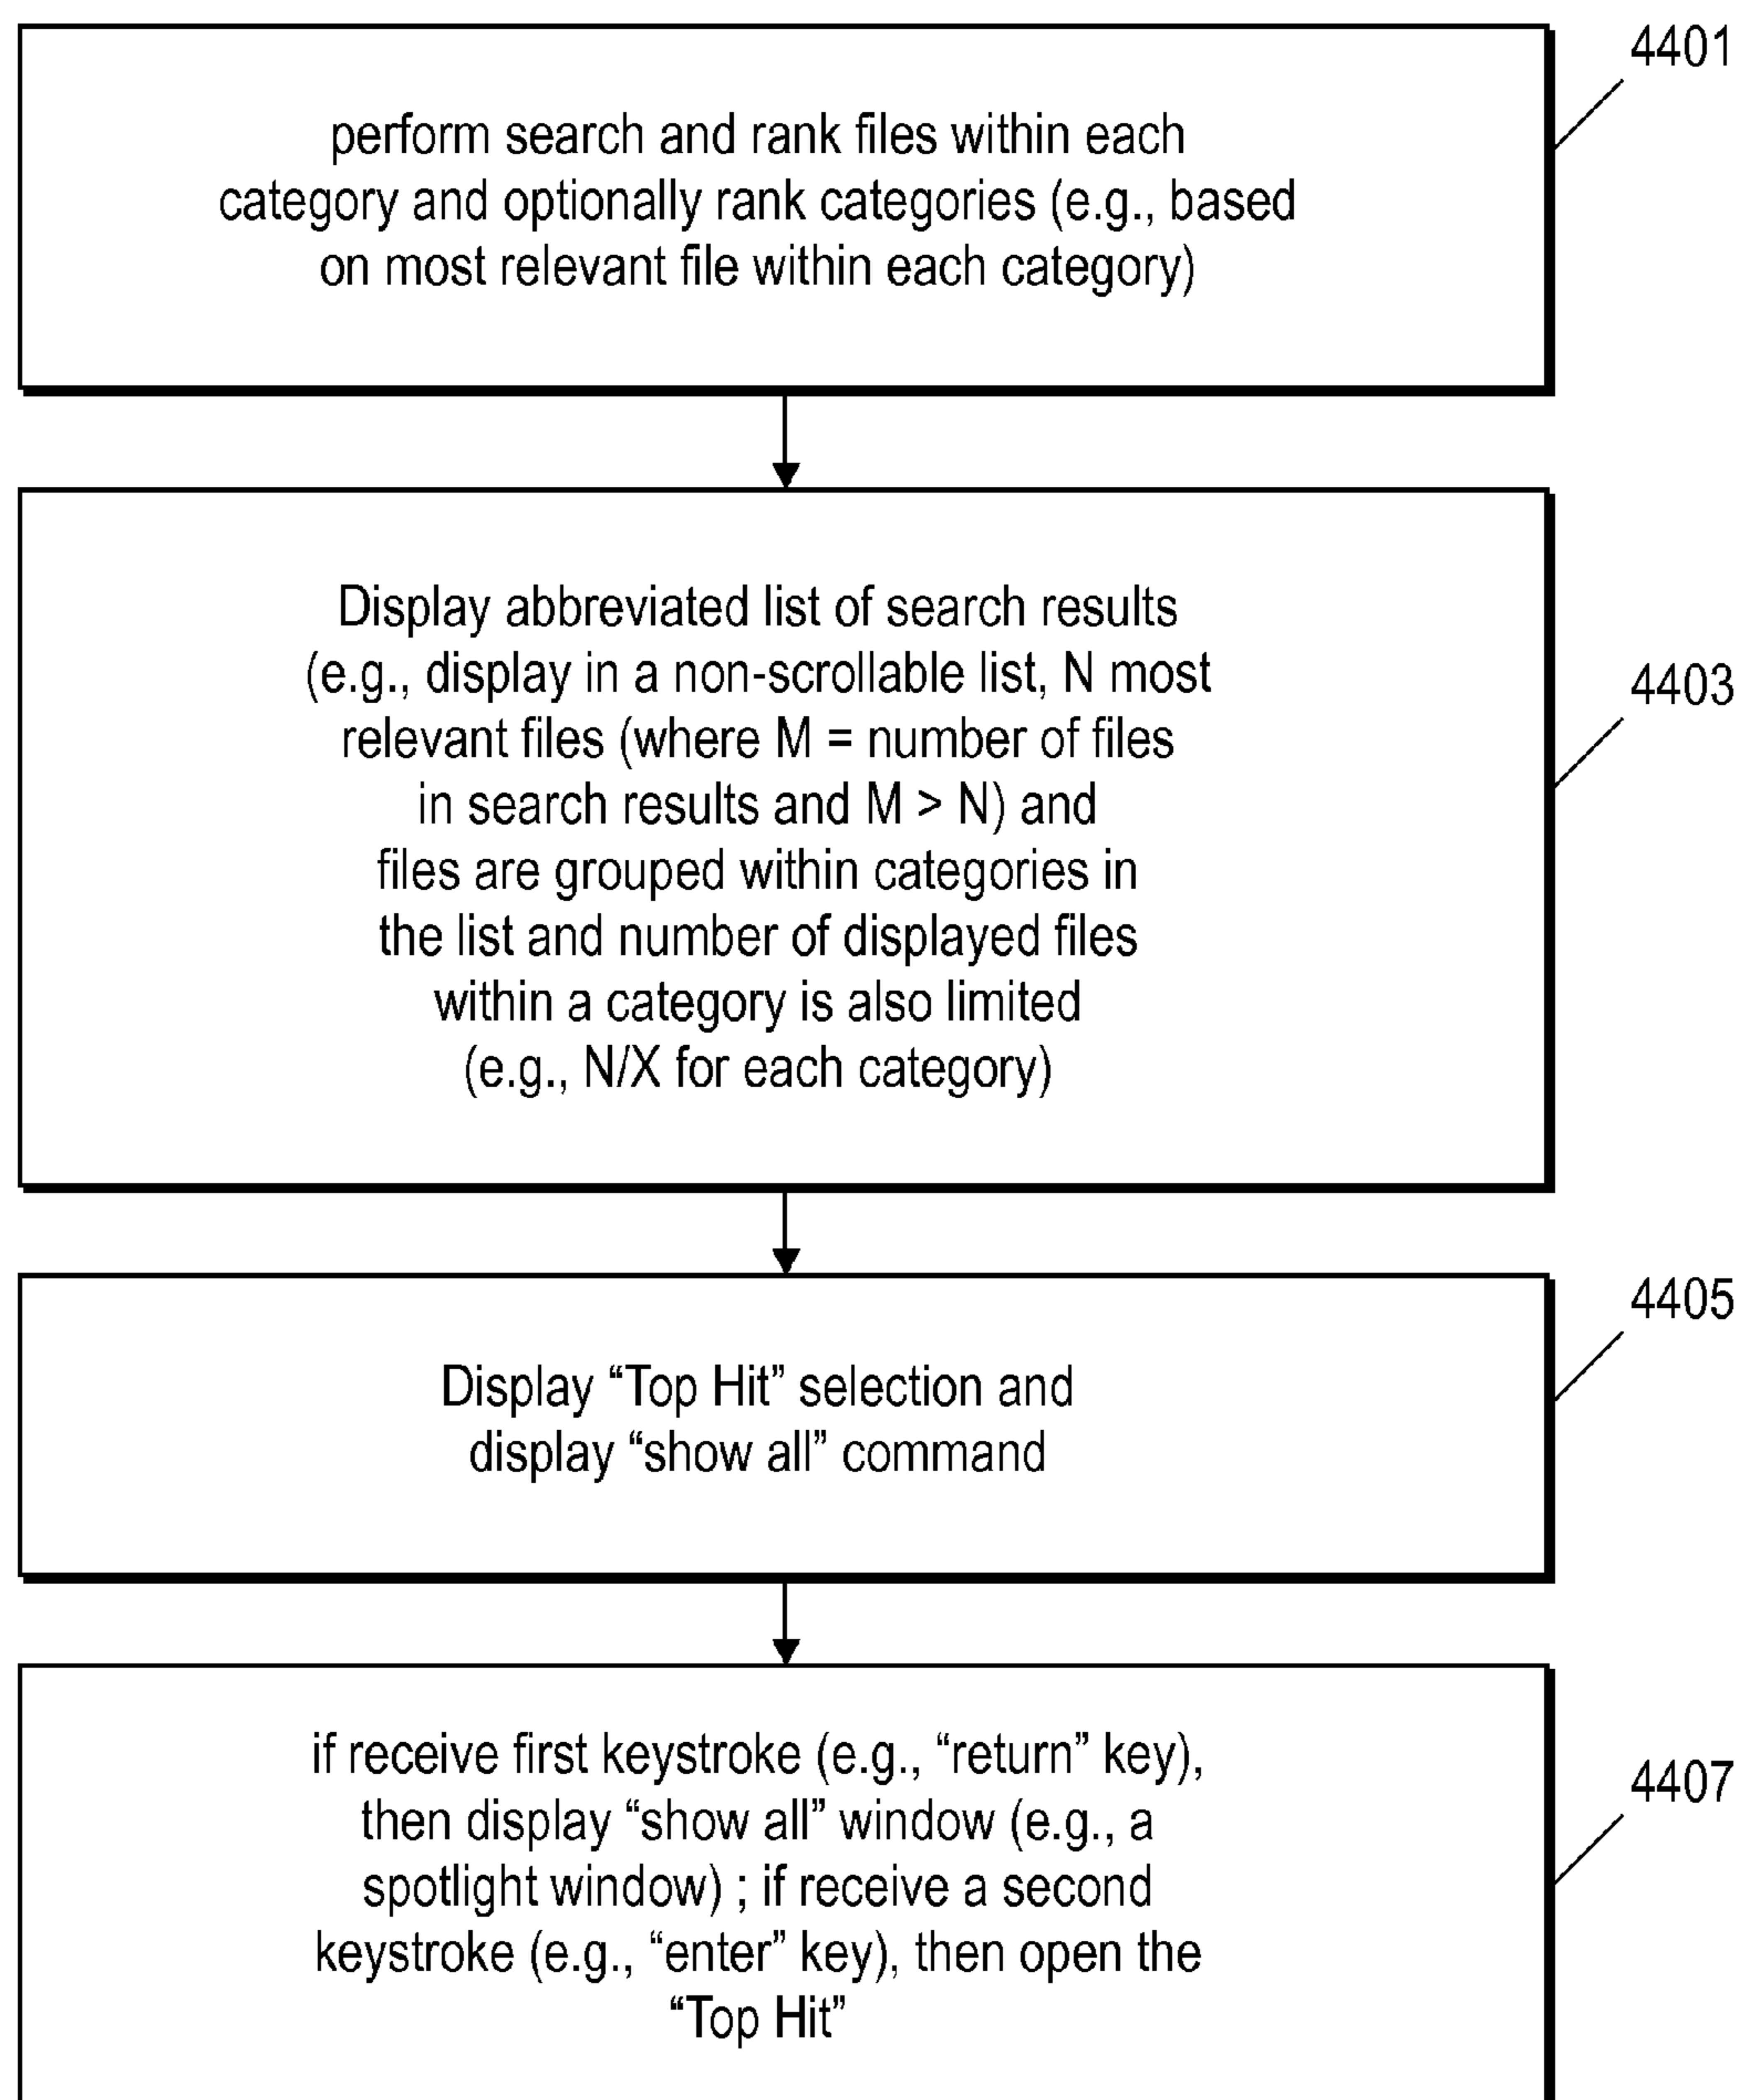 4401
perform search and rank files within each
category and optionally rank categories (e.g., based
on most relevant file within each category)
Display abbreviated list of search results
(e.g., display in a non-scrollable list, N most
relevant files (where M = number of files
in search results and M > N) and
files are grouped within categories in
the list and number of displayed files
within a category is also limited
(e.g., N/X for each category)
4403
Display “Top Hit” selection and
display “show all” command
4405
if receive first keystroke (e.g., “return” key),
then display “show all” window (e.g., a
spotlight window) ; if receive a second
keystroke (e.g., “enter” key), then open the
“Top Hit”
4407